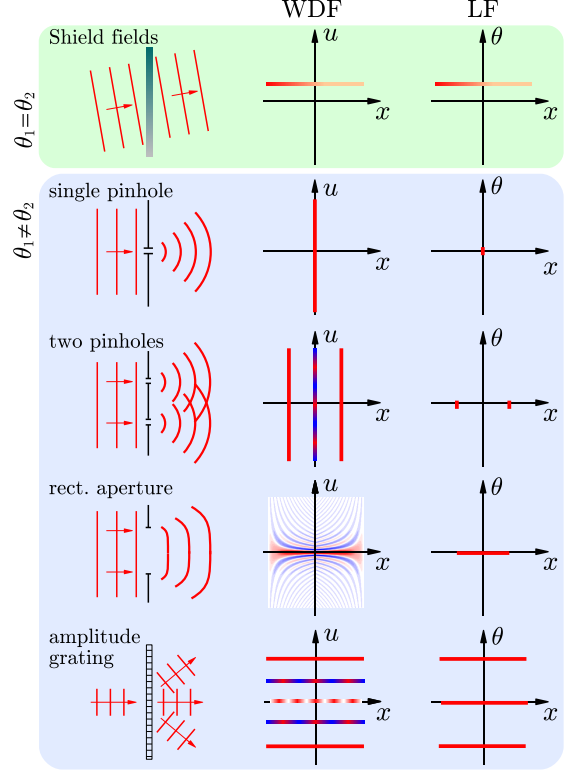 WDF LF
Shield fields
u θ
x x
θ₁=θ₂
single pinhole
u θ
x x
θ₁≠θ₂
two pinholes
u θ
x x
rect. aperture
u θ
x x
amplitude
grating
u θ
x x